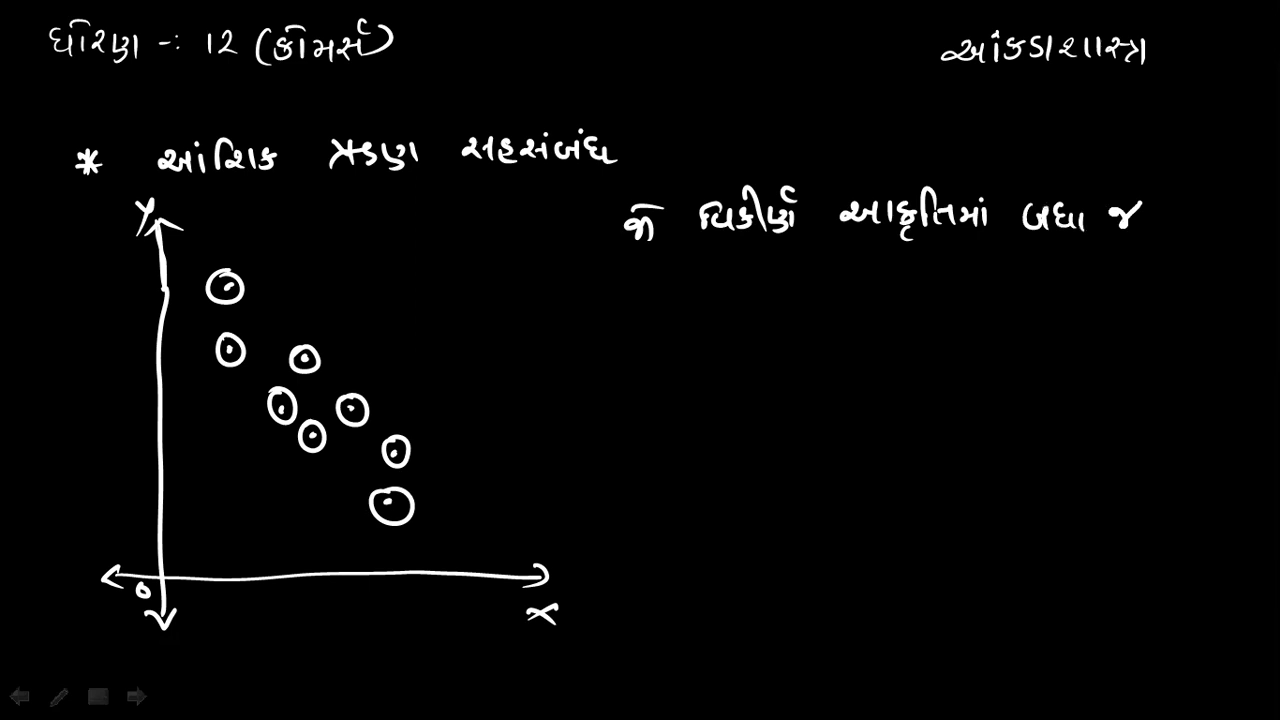 ધોરણ -: 12 (કોમર્સ)
આંકડાશાસ્ત્ર
* આંશિક ઋણ સહસંબંધ
જો વિકીર્ણ આકૃતિમાં બધા જ
Y
0
X